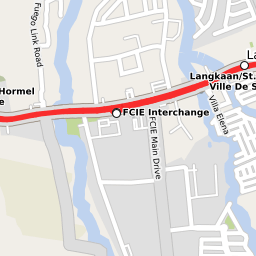 Fuego Link Road
La
Langkaan/St.
Ville De S
Hormel
e
FCIE Interchange
Villa Elena
FCIE Main Drive